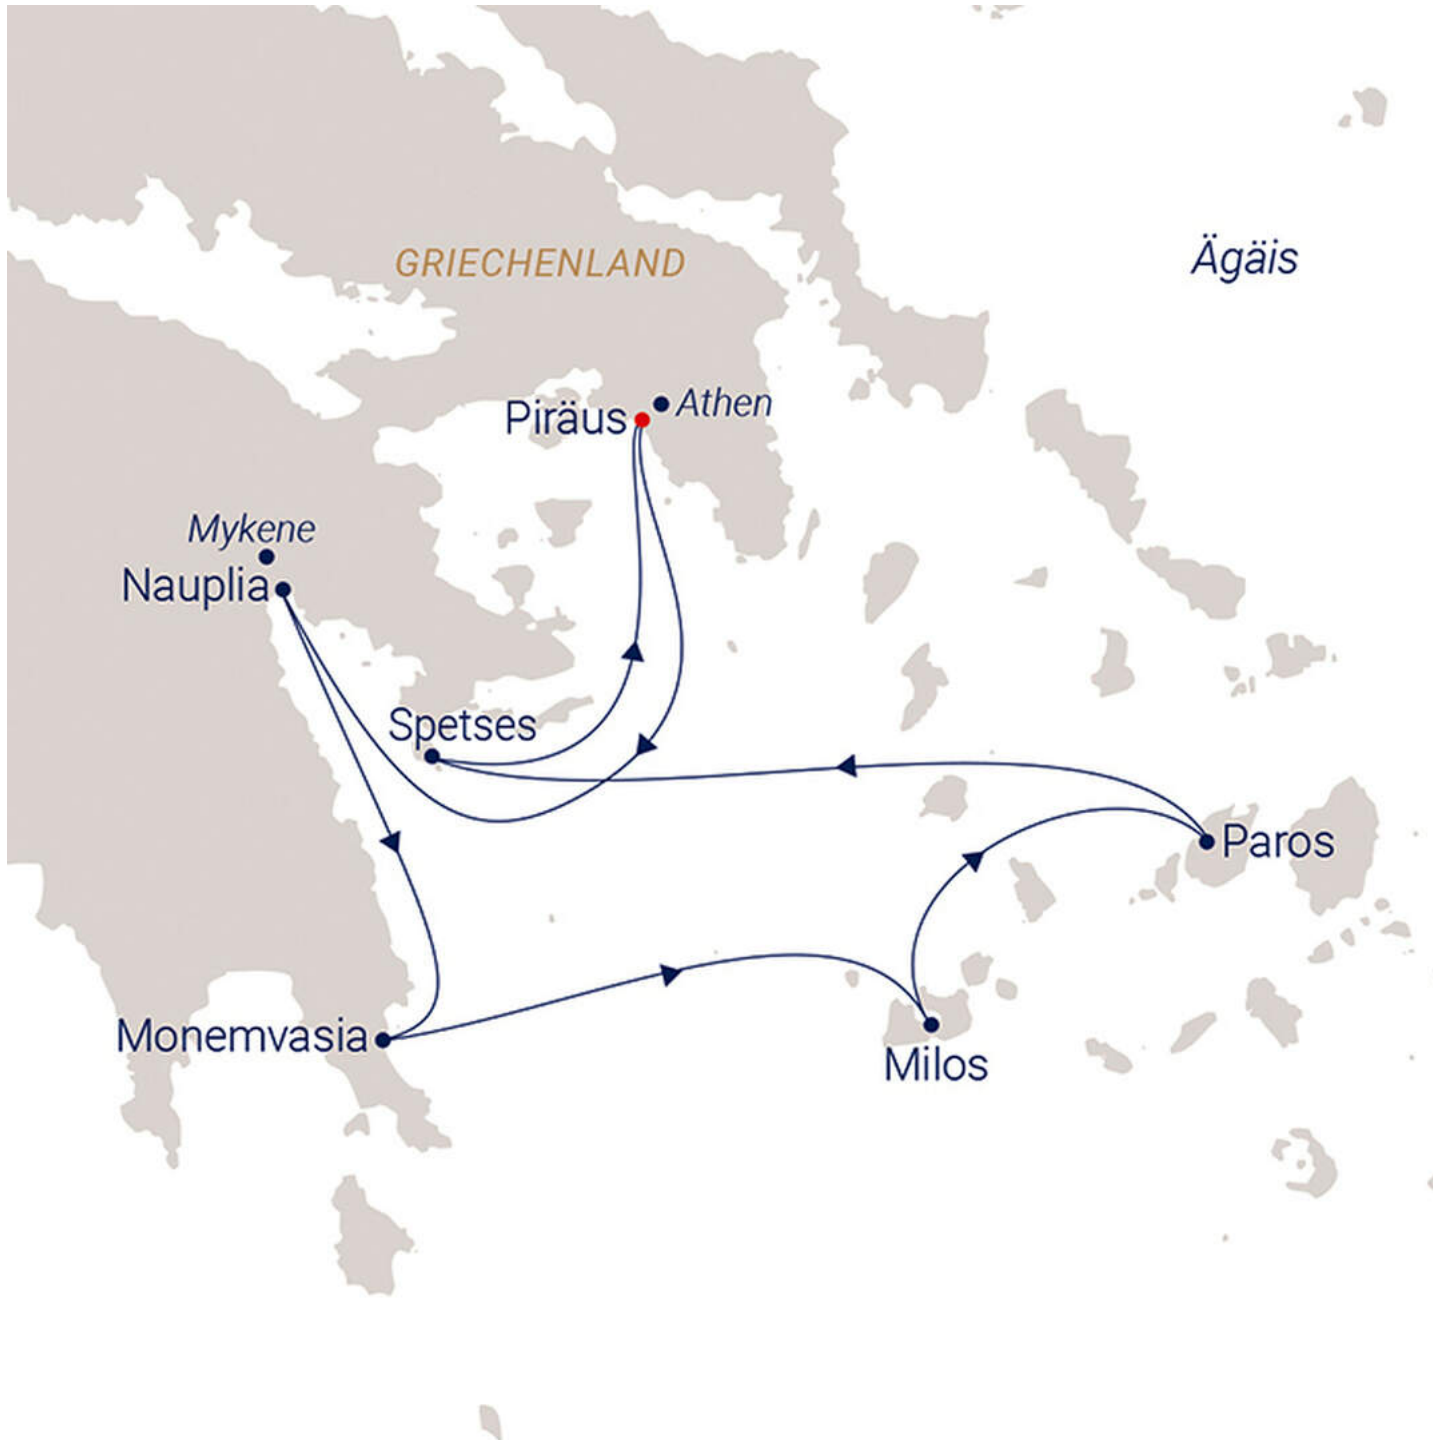 GRIECHENLAND
Ägäis
Athen
Piräus
Mykene
Nauplia
Spetses
Paros
Monemvasia
Milos